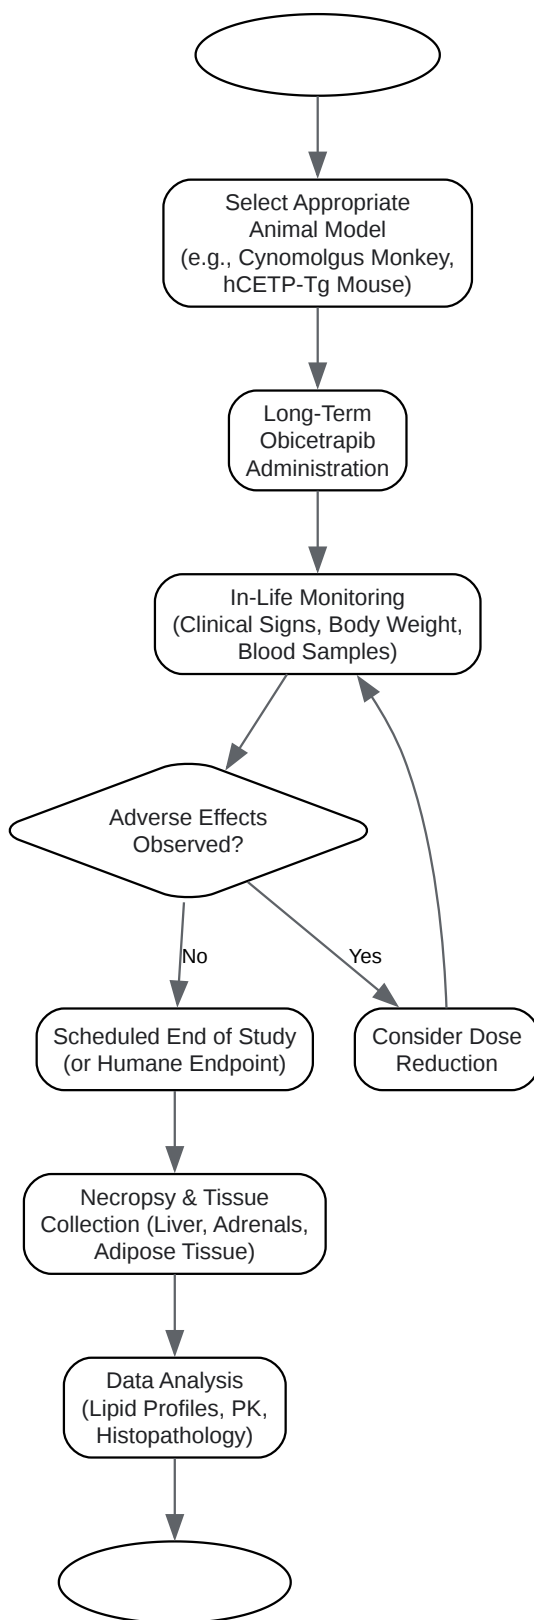 Select Appropriate
Animal Model
(e.g., Cynomolgus Monkey,
hCETP-Tg Mouse)
Long-Term
Obicetrapib
Administration
In-Life Monitoring
(Clinical Signs, Body Weight,
Blood Samples)
Adverse Effects
Observed?
No
Yes
Scheduled End of Study
(or Humane Endpoint)
Consider Dose
Reduction
Necropsy & Tissue
Collection (Liver, Adrenals,
Adipose Tissue)
Data Analysis
(Lipid Profiles, PK,
Histopathology)